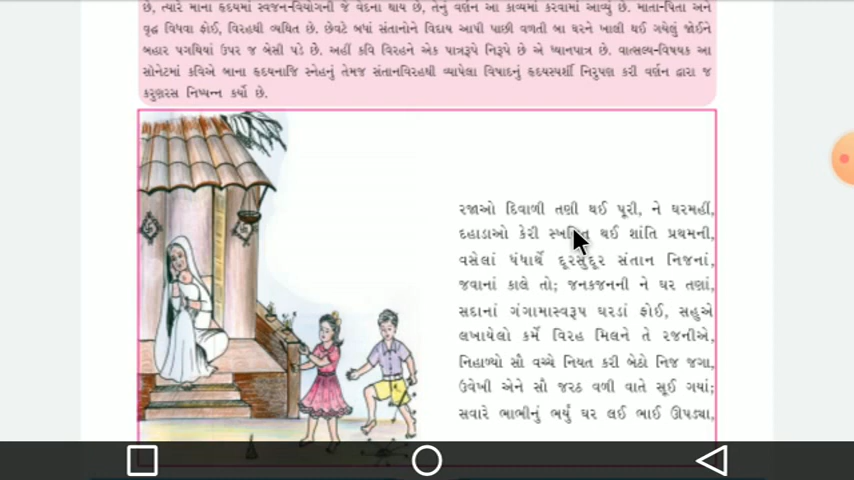 છે, ત્યારે માના હૃદયમાં સ્વજન-વિયોગની જે વેદના થાય છે, તેનું વર્ણન આ કાવ્યમાં કરવામાં આવ્યું છે. માતા-પિતા અને
વૃદ્ધ વિધવા ફોઈ, વિરહથી વ્યથિત છે. છેવટે બધાં સંતાનોને વિદાય આપી પાછી વળતી બા ઘરને ખાલી થઈ ગયેલું જોઈને
બહાર પગથિયાં ઉપર જ બેસી પડે છે. અહીં કવિ વિરહને એક પાત્રરૂપે નિરૂપે છે એ ધ્યાનપાત્ર છે. વાત્સલ્ય-વિષયક આ
સોનેટમાં કવિએ બાના હૃદયનાજિ સ્નેહનું તેમજ સંતાનવિરહથી વ્યાપેલા વિષાદનું હૃદયસ્પર્શી નિરુપણ કરી વર્ણન દ્વારા જ
કરુણરસ નિષ્પન્ન કર્યો છે.
રજાઓ દિવાળી તણી થઈ પૂરી, ને ઘરમહીં,
દહાડાઓ કેરી થઈ શાંતિ પ્રથમની,
વસેલાં ધંધાર્થે દૂરસુદૂર સંતાન નિજનાં,
જવાનાં કાલે તો; જનકજનની ને ઘર તણાં,
સદાનાં ગંગામાસ્વરૂપ ઘરડાં ફોઈ, સહુએ
લખાયેલો કર્મે વિરહ મિલને તે રજનીએ,
નિહાળ્યો સૌ વચ્ચે નિયત કરી બેઠો નિજ જગા,
ઉવેખી એને સૌ જરઠ વળી વાતે સૂઈ ગયાં;
સવારે ભાભીનું ભર્યું ઘર લઈ ભાઈ ઊપડ્યા,